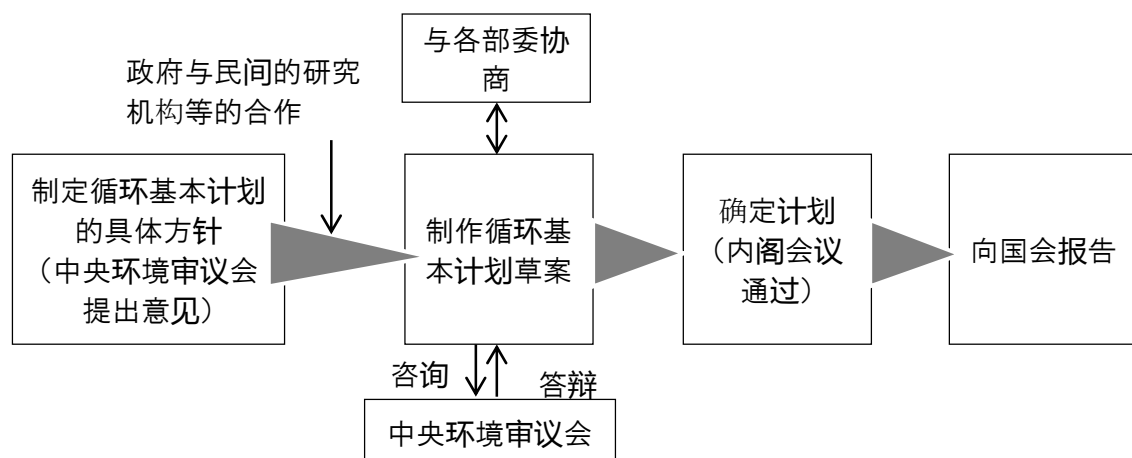 与各部委协
商
政府与民间的研究
机构等的合作
制定循环基本计划
的具体方针
（中央环境审议会
提出意见）
制作循环基
本计划草案
确定计划
（内阁会议
通过）
向国会报告
咨询
答辩
中央环境审议会